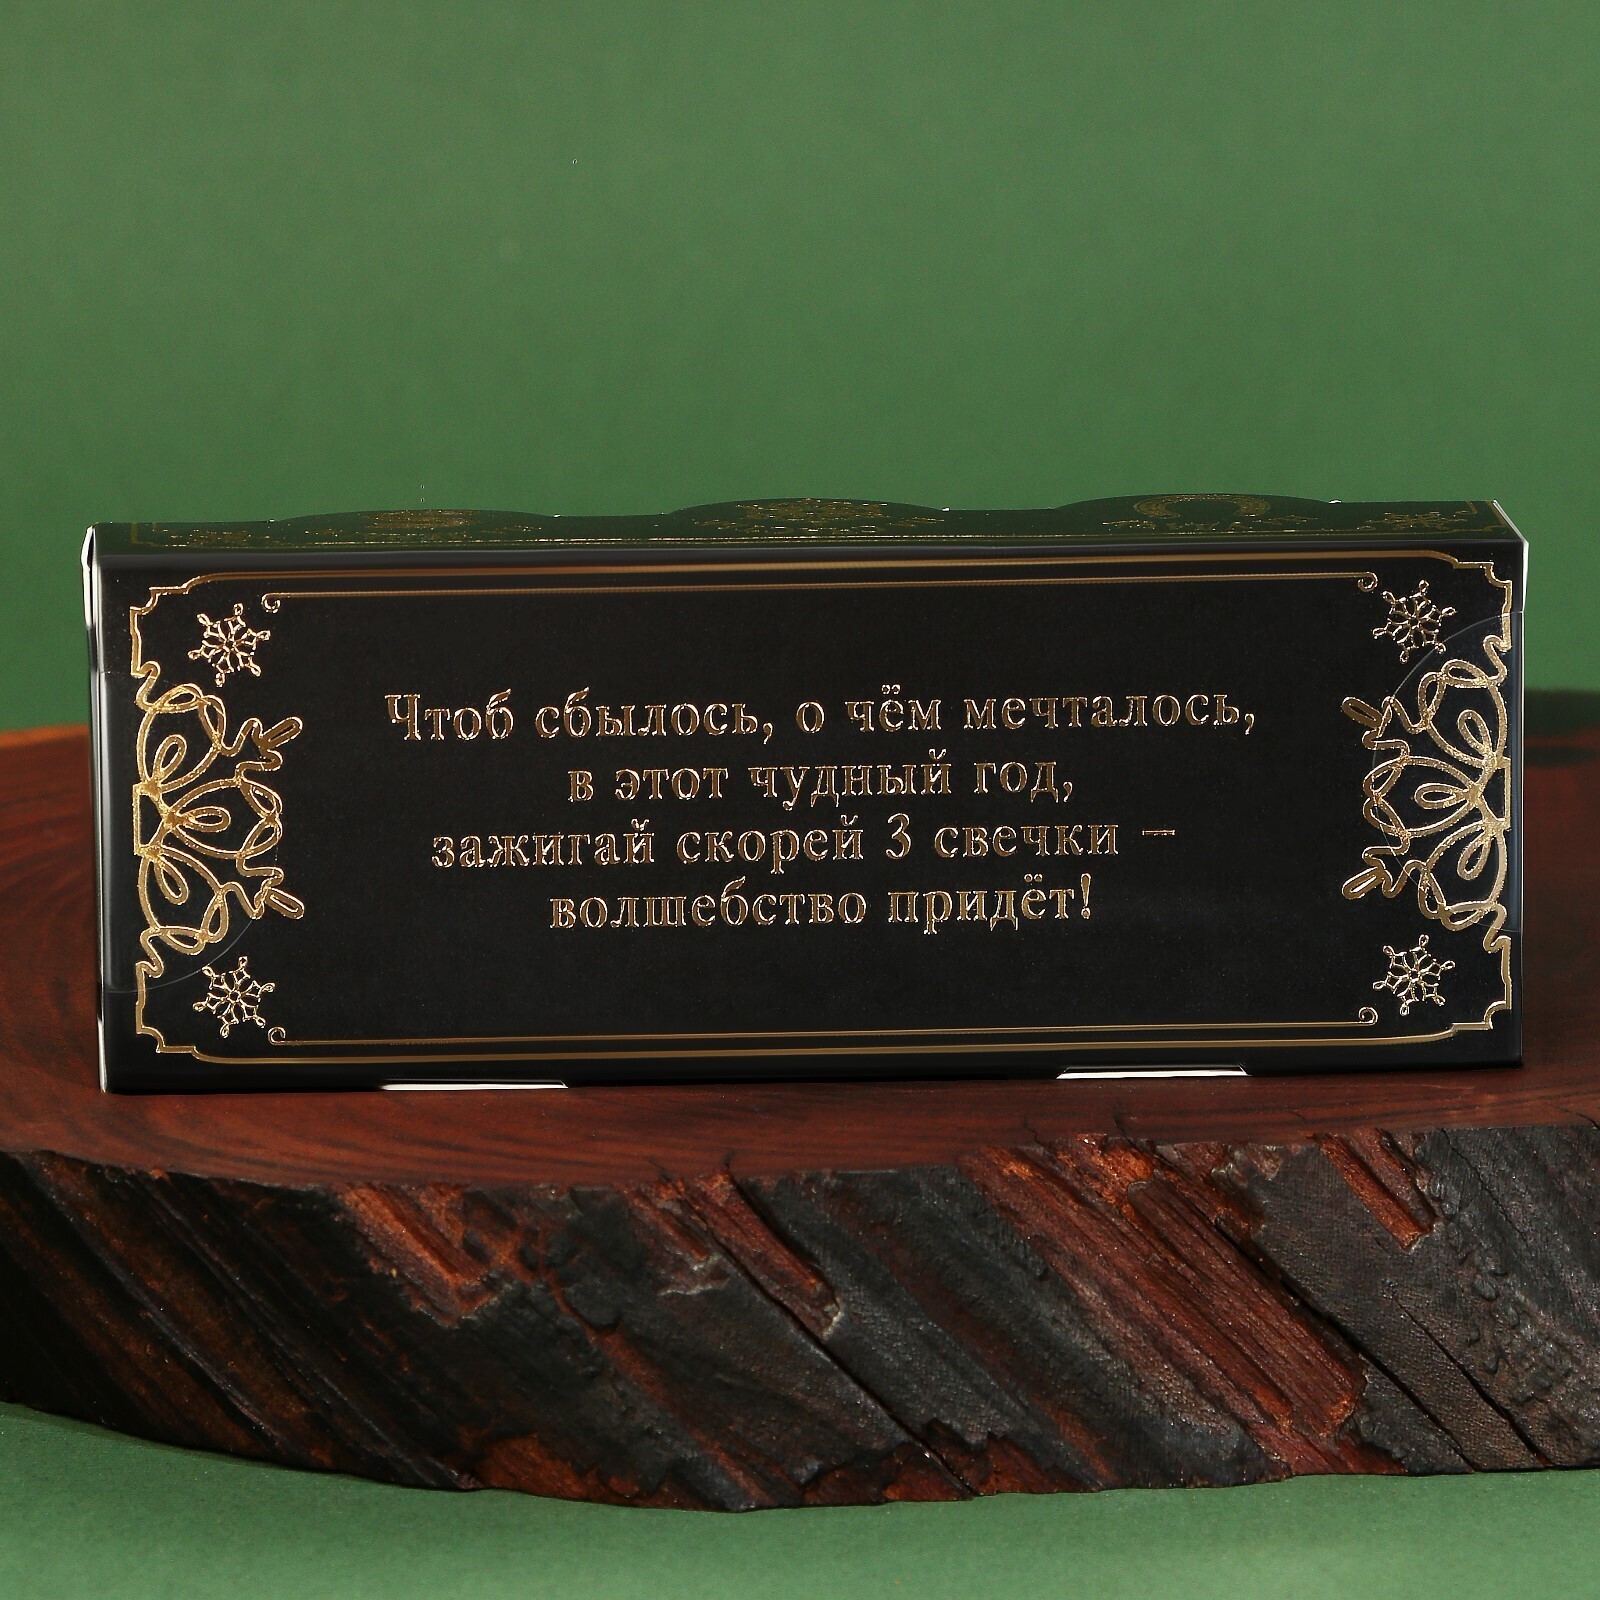 Чтоб сбылось, о чём мечталось,
в этот чудный год,
зажигай скорей 3 свечки –
волшебство придёт!